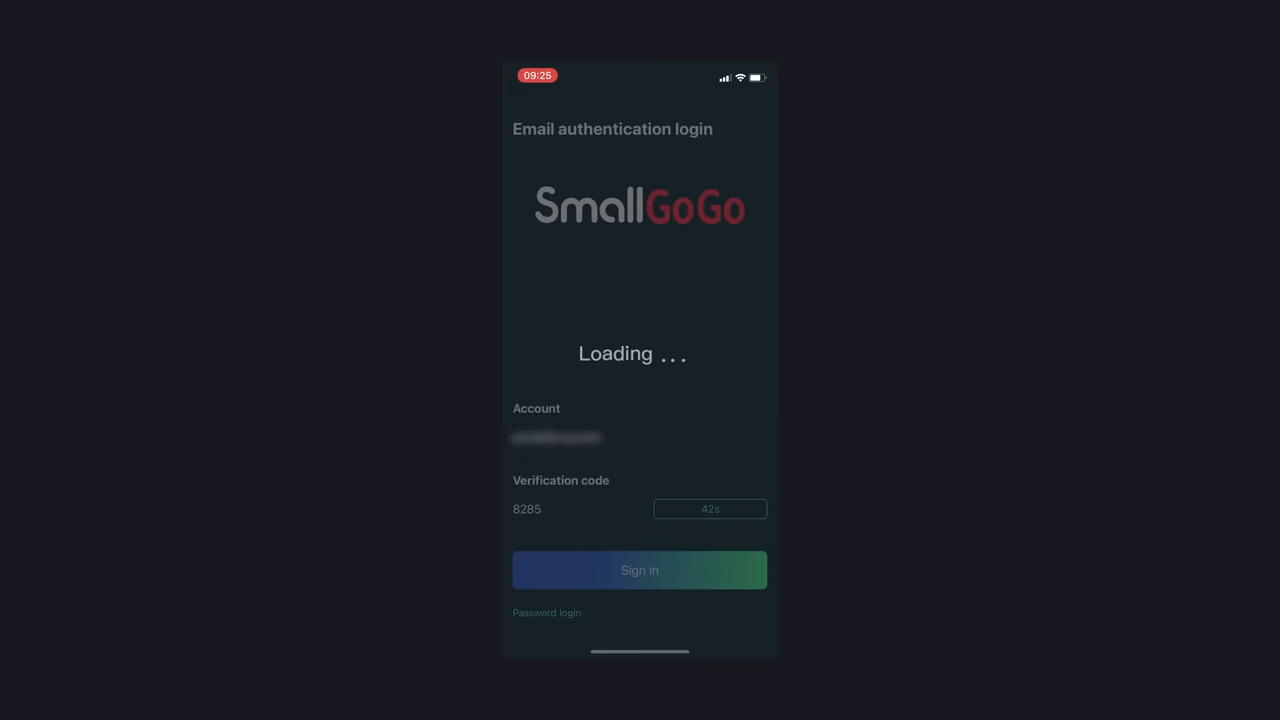 09:25
Email authentication login
SmallGoGo
Loading ...
Account
Verification code
8285
42s
Sign in
Password login